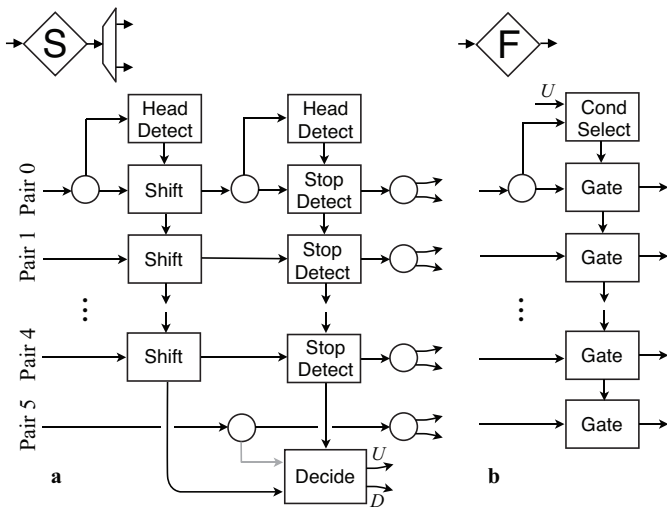 S
F
U
Head
Detect
Head
Detect
Cond
Select
Pair 0
Shift
Stop
Detect
Gate
Pair 1
Shift
Stop
Detect
Gate
...
...
Pair 4
Shift
Stop
Detect
Gate
Pair 5
Gate
U
Decide
D
a
b